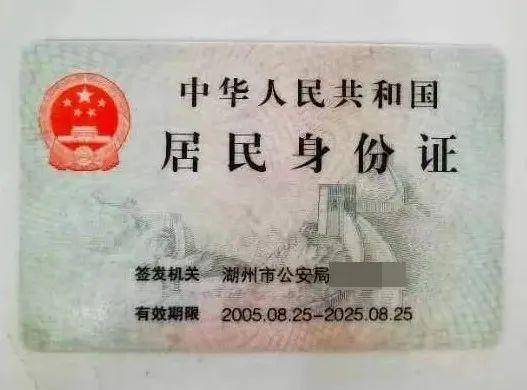 中华人民共和国
居民身份证
签发机关 湖州市公安局
有效期限 2005.08.25-2025.08.25